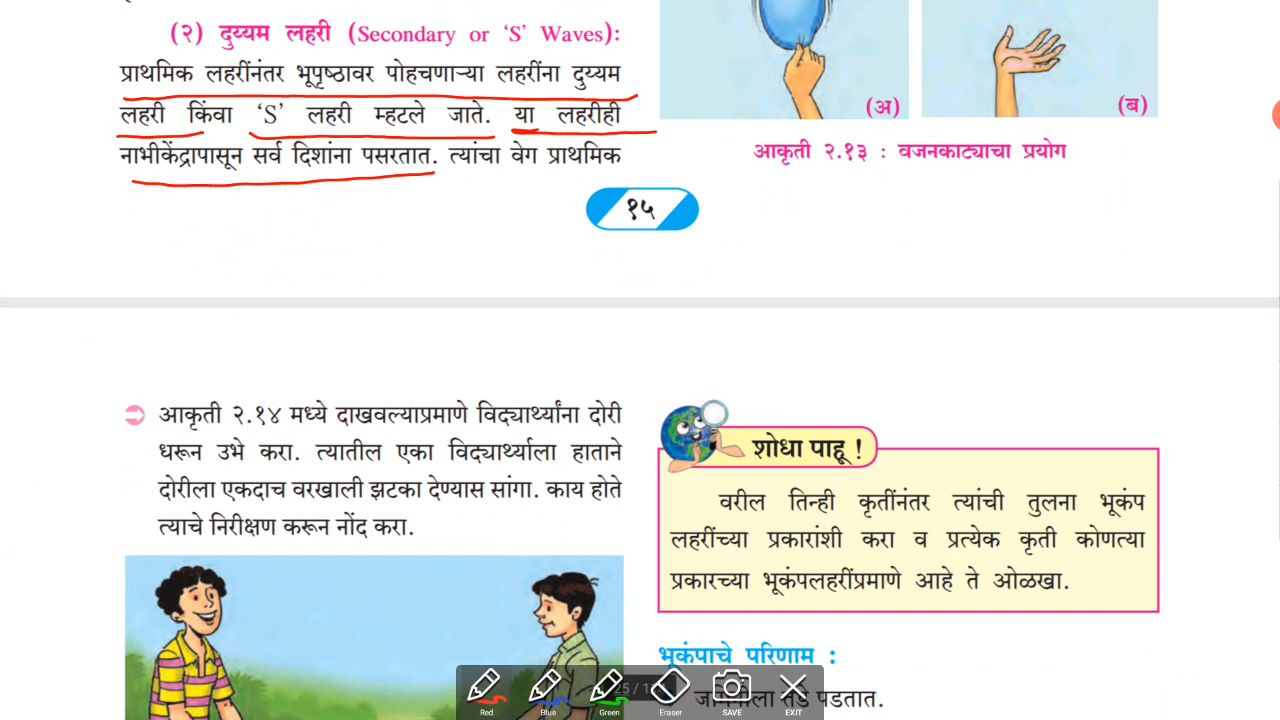 (२) दुय्यम लहरी (Secondary or ‘S’ Waves):
प्राथमिक लहरींनंतर भूपृष्ठावर पोहचणाऱ्या लहरींना दुय्यम
लहरी किंवा ‘S’ लहरी म्हटले जाते. या लहरीही
नाभीकेंद्रापासून सर्व दिशांना पसरतात. त्यांचा वेग प्राथमिक
(अ)
(ब)
आकृती २.१३ : वजनकाट्याचा प्रयोग
१५
आकृती २.१४ मध्ये दाखवल्याप्रमाणे विद्यार्थ्यांना दोरी
धरून उभे करा. त्यातील एका विद्यार्थ्याला हाताने
दोरीला एकदाच वरखाली झटका देण्यास सांगा. काय होते
त्याचे निरीक्षण करून नोंद करा.
शोधा पाहू !
वरील तिन्ही कृतींनंतर त्यांची तुलना भूकंप
लहरींच्या प्रकारांशी करा व प्रत्येक कृती कोणत्या
प्रकारच्या भूकंपलहरींप्रमाणे आहे ते ओळखा.
भूकंपाचे परिणाम :
तडे पडतात.
25 / 1
Red
Blue
Green
Eraser
SAVE
EXIT